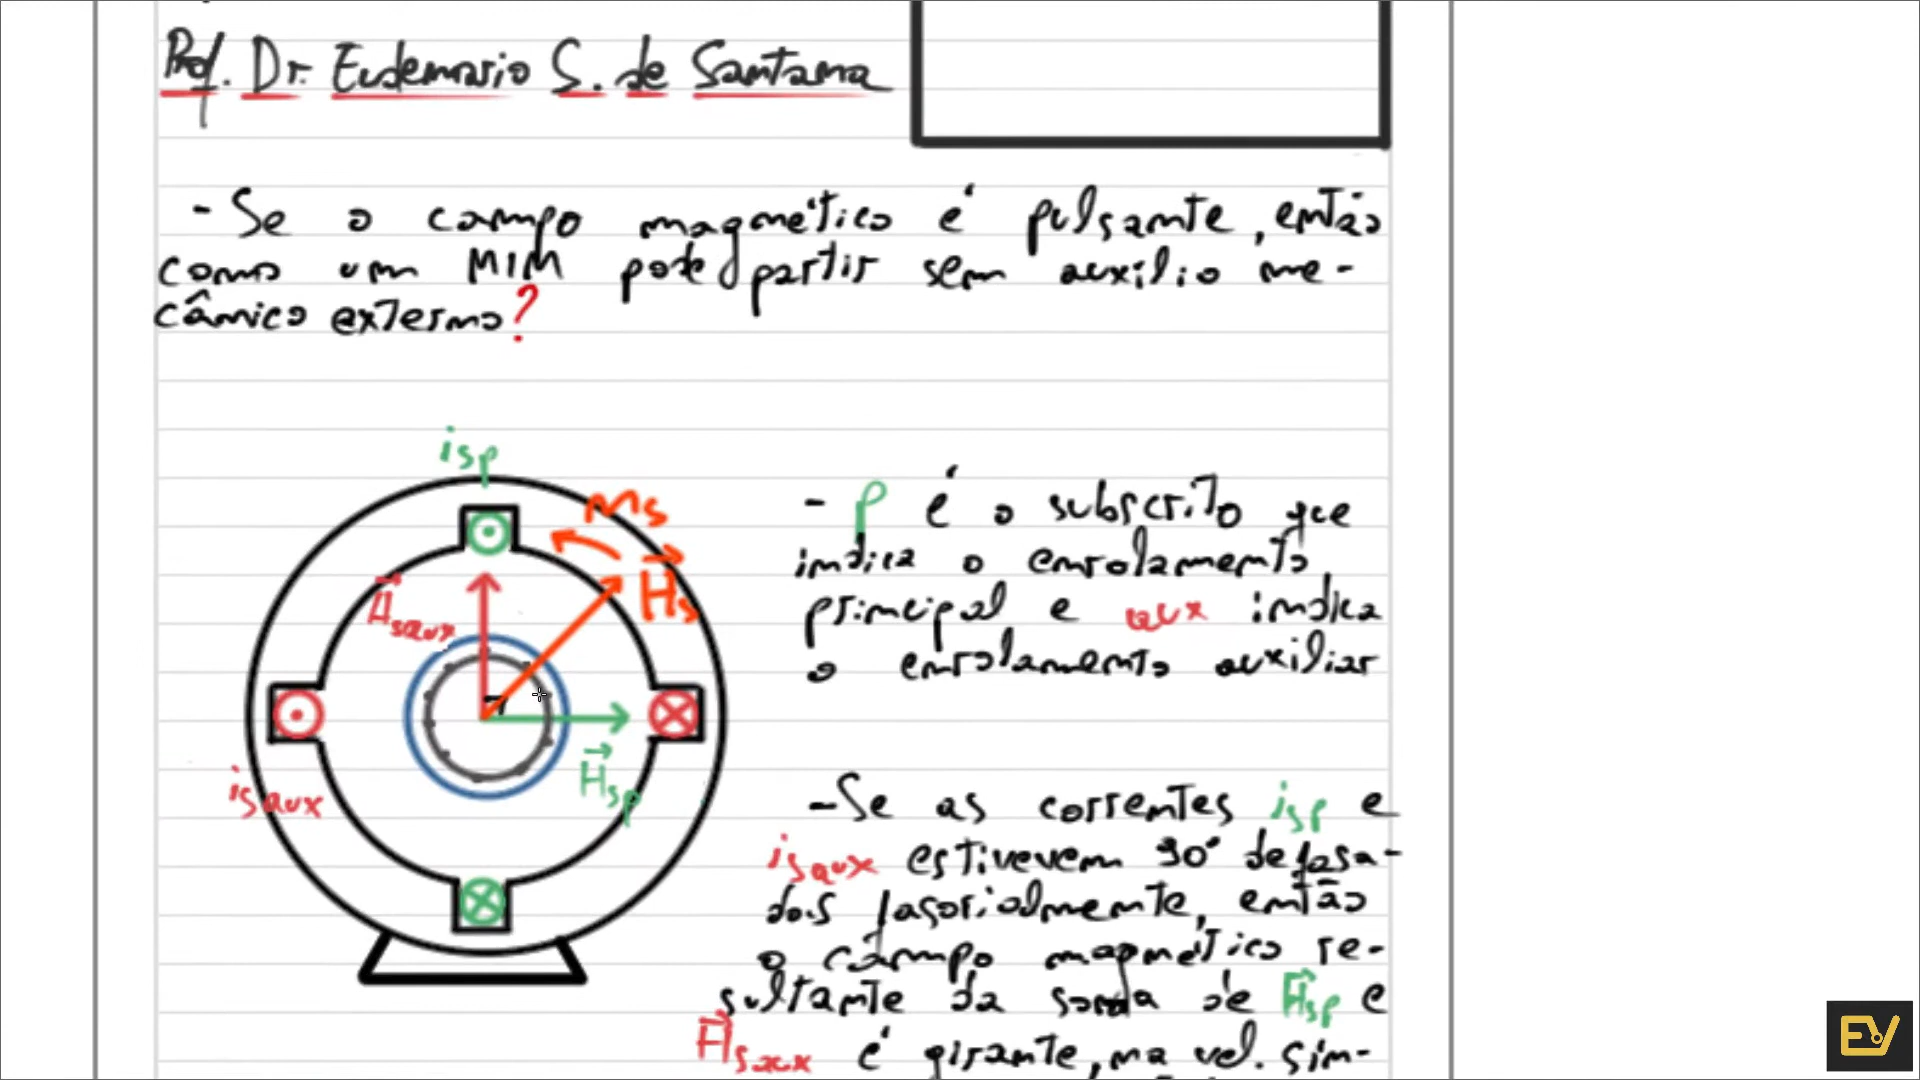 Prof. Dr. Eudemario S. de Santana
- Se o campo magnético é pulsante, então
como um MIM pode partir sem auxílio me-
cânico externo?
isp
ns
Hs
Hsaux
Hsp
isaux
- p é o subscrito que
indica o enrolamento
principal e aux indica
o enrolamento auxiliar
- Se as correntes isp e
isaux estiverem 90° defasa-
das fasorialmente, então
o campo magnético re-
sultante da soma de Hsp e
Hsaux é girante, na vel. sín-
EV